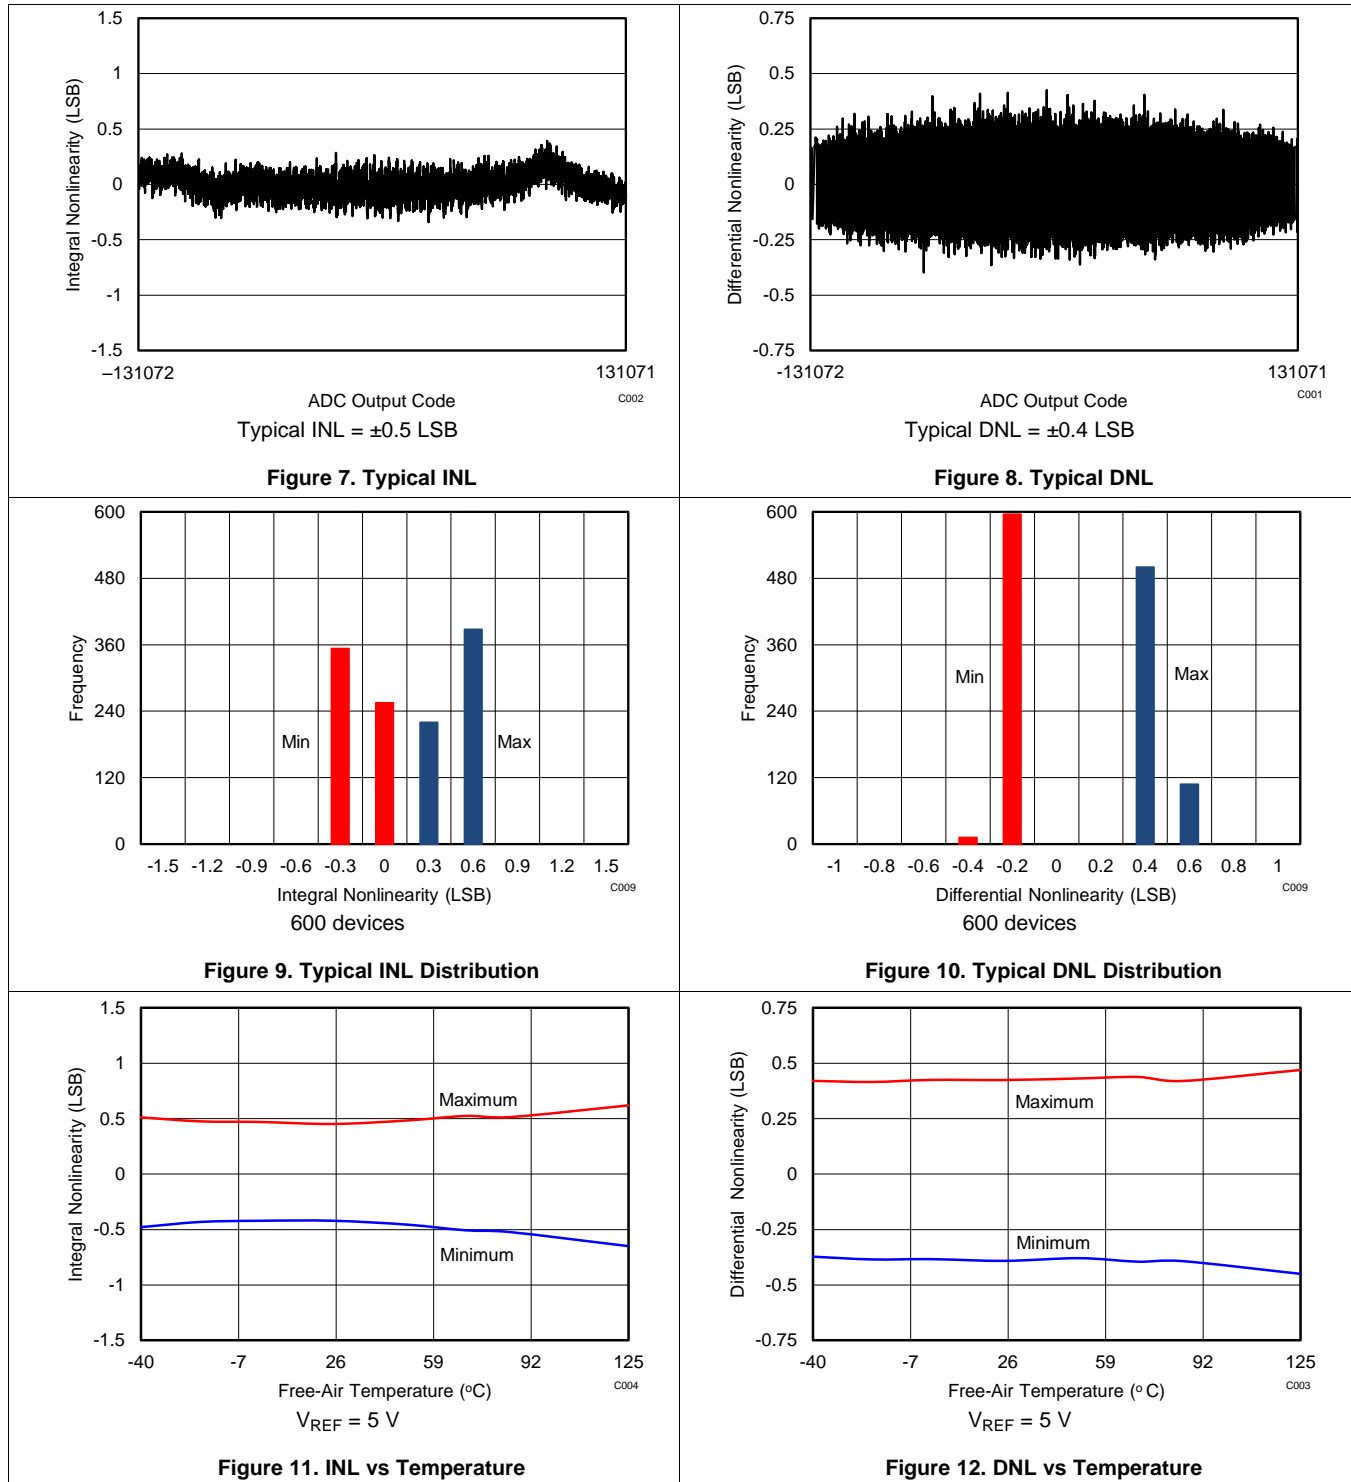 1.5
1
0.5
0
-0.5
-1
-1.5
Integral Nonlinearity (LSB)
–131072
131071
ADC Output Code
C002
Typical INL = ±0.5 LSB
Figure 7. Typical INL
0.75
0.5
0.25
0
-0.25
-0.5
-0.75
Differential Nonlinearity (LSB)
-131072
131071
ADC Output Code
C001
Typical DNL = ±0.4 LSB
Figure 8. Typical DNL
600
480
360
240
120
0
Frequency
Min
Max
-1.5 -1.2 -0.9 -0.6 -0.3 0 0.3 0.6 0.9 1.2 1.5
Integral Nonlinearity (LSB)
C009
600 devices
Figure 9. Typical INL Distribution
600
480
360
240
120
0
Frequency
Min
Max
-1 -0.8 -0.6 -0.4 -0.2 0 0.2 0.4 0.6 0.8 1
Differential Nonlinearity (LSB)
C009
600 devices
Figure 10. Typical DNL Distribution
1.5
1
0.5
0
-0.5
-1
-1.5
Integral Nonlinearity (LSB)
Maximum
Minimum
-40 -7 26 59 92 125
Free-Air Temperature (°C)
C004
VREF = 5 V
Figure 11. INL vs Temperature
0.75
0.5
0.25
0
-0.25
-0.5
-0.75
Differential Nonlinearity (LSB)
Maximum
Minimum
-40 -7 26 59 92 125
Free-Air Temperature (° C)
C003
VREF = 5 V
Figure 12. DNL vs Temperature